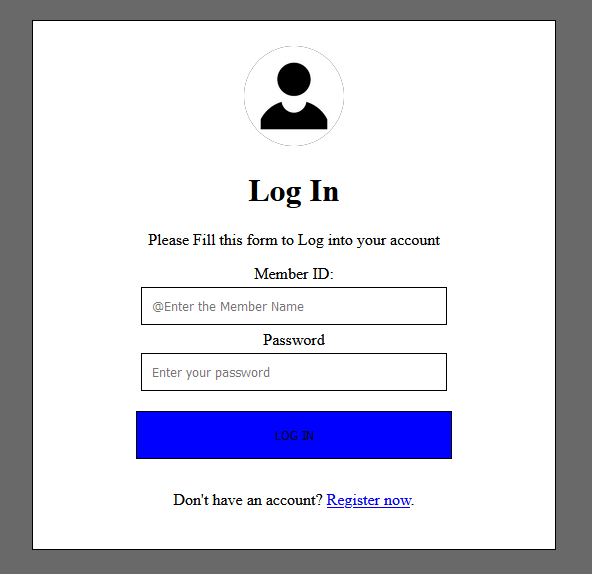 Log In
Please Fill this form to Log into your account
Member ID:
@Enter the Member Name
Password
Enter your password
LOG IN
Don't have an account? Register now.